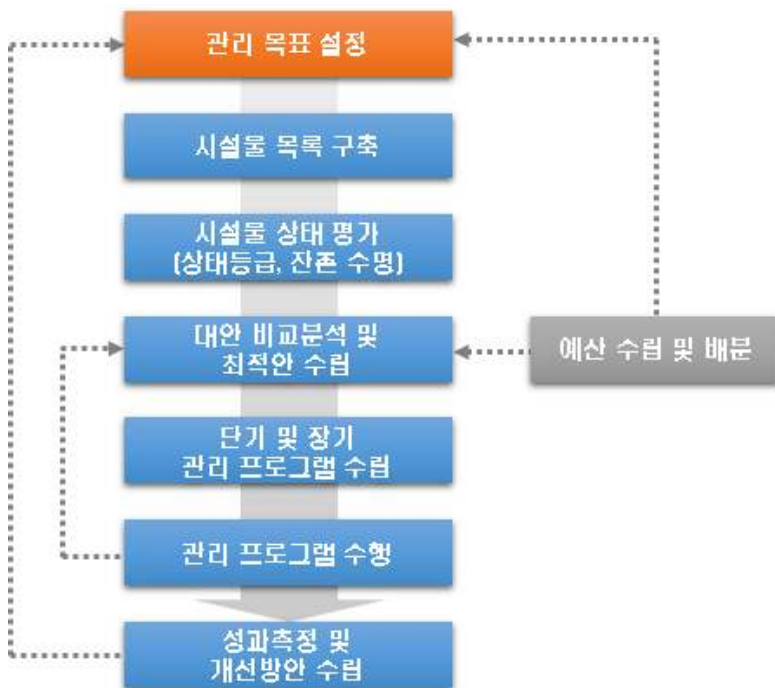 관리 목표 설정
시설물 목록 구축
시설물 상태 평가
(상태등급, 잔존 수명)
대안 비교분석 및
최적안 수립
예산 수립 및 배분
단기 및 장기
관리 프로그램 수립
관리 프로그램 수행
성과측정 및
개선방안 수립